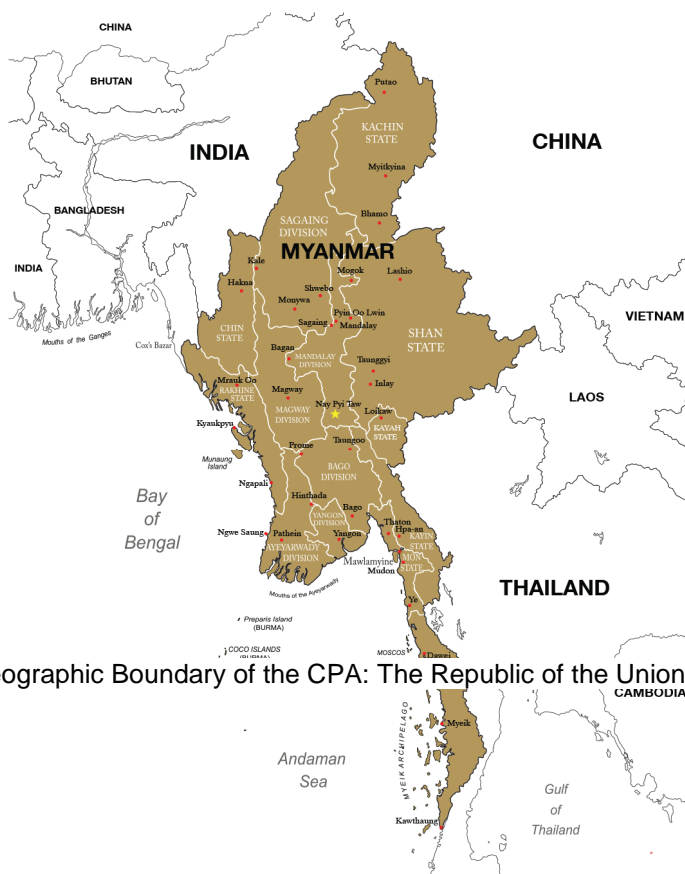 CHINA
Putao
BHUTAN
KACHIN
STATE
CHINA
INDIA
Myitkyina
BANGLADESH
Bhamo
SAGAING
DIVISION
MYANMAR
Kale
INDIA
Mogok
Lashio
Hakna
Shwebo
Monywa
VIETNAM
Pyin Oo Lwin
Sagaing
Mandalay
Mouths of the Ganges
CHIN
STATE
SHAN
STATE
Cox's Bazar
Bagan
MANDALAY
DIVISION
Taunggyi
Mrauk Oo
Inlay
RAKHINE
STATE
Magway
LAOS
Nay Pyi Taw
MAGWAY
DIVISION
Loikaw
Kyaukpyu
KAYAH
STATE
Prome
Taungoo
Munaung
Island
BAGO
DIVISION
Ngapali
Bay
of
Bengal
Hinthada
Bago
YANGON
DIVISION
Thaton
Hpa-an
Ngwe Saung
Pathein
Yangon
KAYIN
STATE
AYEYARWADY
DIVISION
MON
STATE
Mawlamyine
Mudon
THAILAND
Mouths of the Ayeyarwady
Ye
Preparis Island
(BURMA)
COCO ISLANDS
(BURMA)
MOSCOS
Dawei
ographic Boundary of the CPA: The Republic of the Union
CAMBODIA
Myeik
MYEIK ARCHIPELAGO
Andaman
Sea
Gulf
of
Thailand
Kawthaung